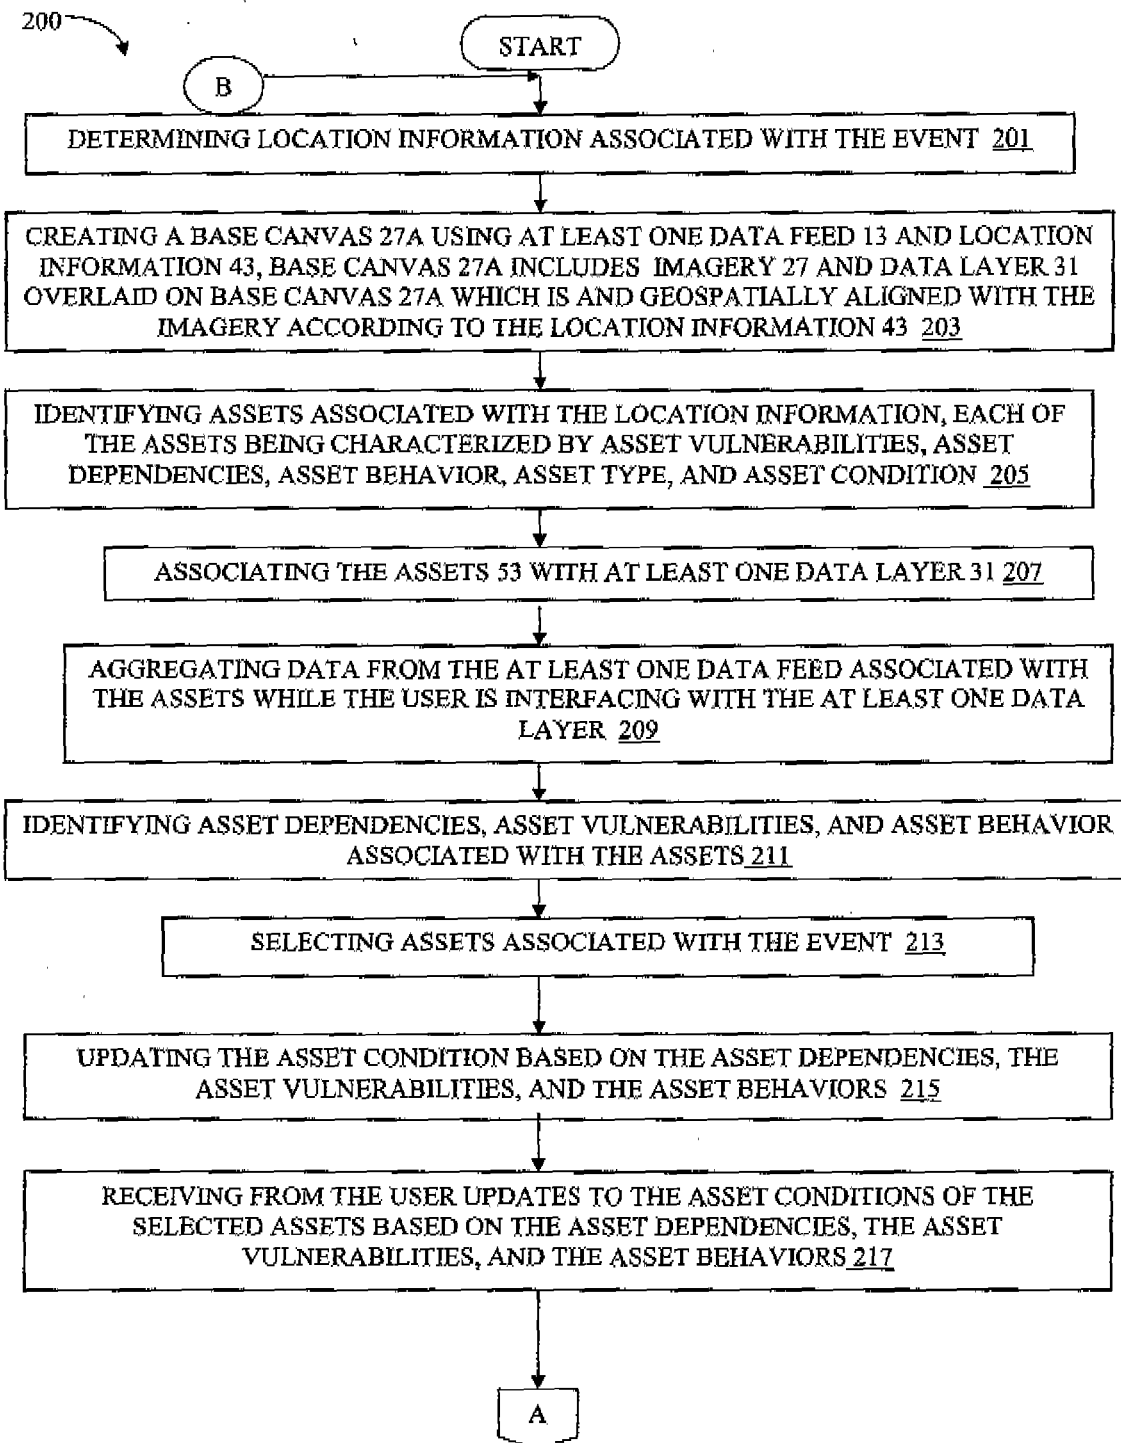 200
START
B
DETERMINING LOCATION INFORMATION ASSOCIATED WITH THE EVENT 201
CREATING A BASE CANVAS 27A USING AT LEAST ONE DATA FEED 13 AND LOCATION
INFORMATION 43, BASE CANVAS 27A INCLUDES IMAGERY 27 AND DATA LAYER 31
OVERLAID ON BASE CANVAS 27A WHICH IS AND GEOSPATIALLY ALIGNED WITH THE
IMAGERY ACCORDING TO THE LOCATION INFORMATION 43 203
IDENTIFYING ASSETS ASSOCIATED WITH THE LOCATION INFORMATION, EACH OF
THE ASSETS BEING CHARACTERIZED BY ASSET VULNERABILITIES, ASSET
DEPENDENCIES, ASSET BEHAVIOR, ASSET TYPE, AND ASSET CONDITION 205
ASSOCIATING THE ASSETS 53 WITH AT LEAST ONE DATA LAYER 31 207
AGGREGATING DATA FROM THE AT LEAST ONE DATA FEED ASSOCIATED WITH
THE ASSETS WHILE THE USER IS INTERFACING WITH THE AT LEAST ONE DATA
LAYER 209
IDENTIFYING ASSET DEPENDENCIES, ASSET VULNERABILITIES, AND ASSET BEHAVIOR
ASSOCIATED WITH THE ASSETS 211
SELECTING ASSETS ASSOCIATED WITH THE EVENT 213
UPDATING THE ASSET CONDITION BASED ON THE ASSET DEPENDENCIES, THE
ASSET VULNERABILITIES, AND THE ASSET BEHAVIORS 215
RECEIVING FROM THE USER UPDATES TO THE ASSET CONDITIONS OF THE
SELECTED ASSETS BASED ON THE ASSET DEPENDENCIES, THE ASSET
VULNERABILITIES, AND THE ASSET BEHAVIORS 217
A